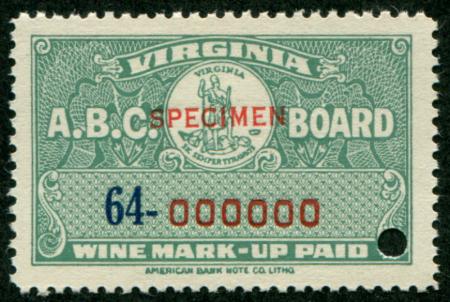 VIRGINIA
VIRGINIA
A.B.C. SPECIMEN BOARD
SIC SEMPER TYRANNIS
64-000000
WINE MARK-UP PAID
AMERICAN BANK NOTE CO. LITHO.